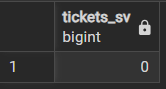 tickets_sv
bigint
1 0